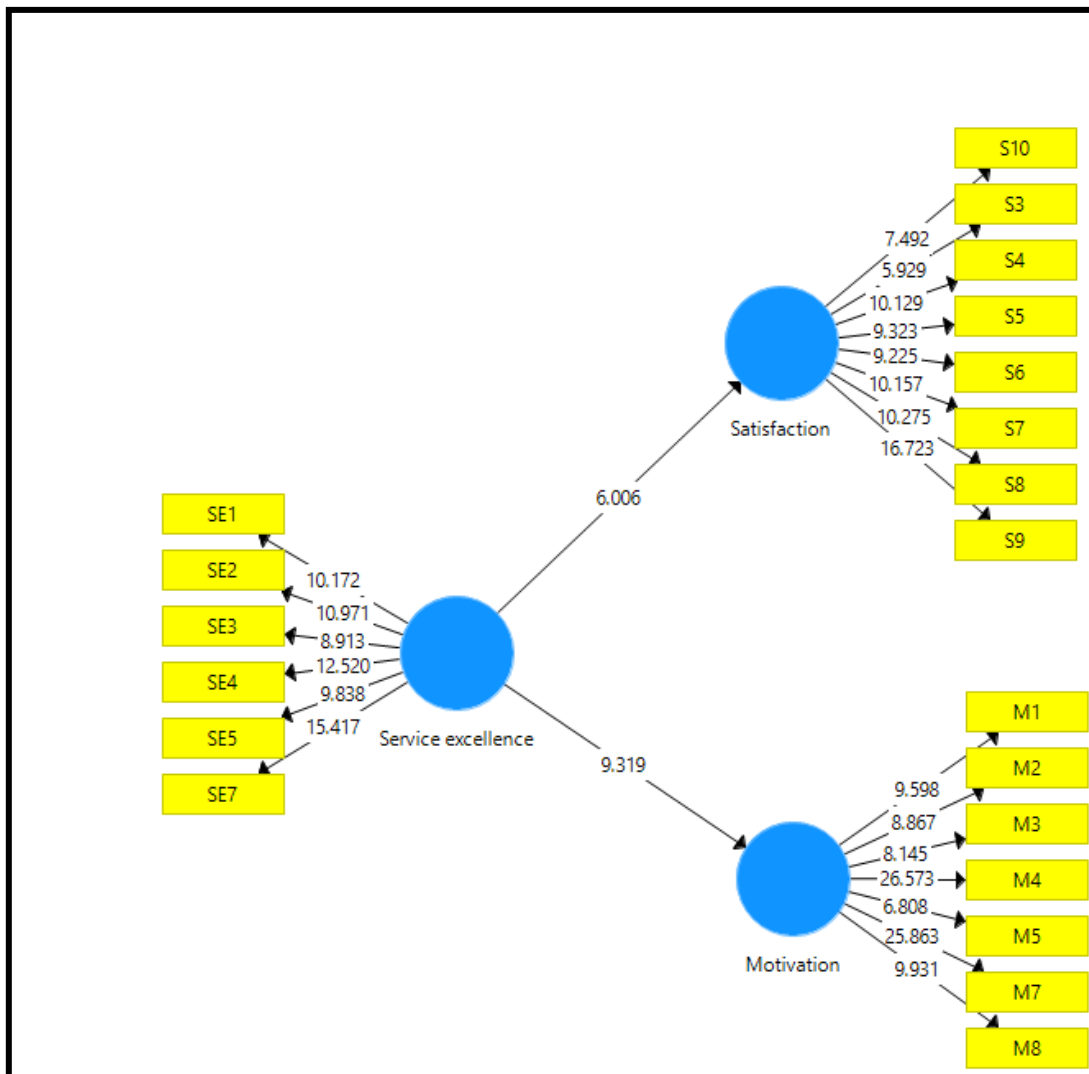 S10
S3
S4
S5
S6
S7
S8
S9
7.492
5.929
10.129
9.323
9.225
10.157
10.275
16.723
Satisfaction
6.006
SE1
SE2
SE3
SE4
SE5
SE7
10.172
10.971
8.913
12.520
9.838
15.417
Service excellence
9.319
M1
M2
M3
M4
M5
M7
M8
9.598
8.867
8.145
26.573
6.808
25.863
9.931
Motivation